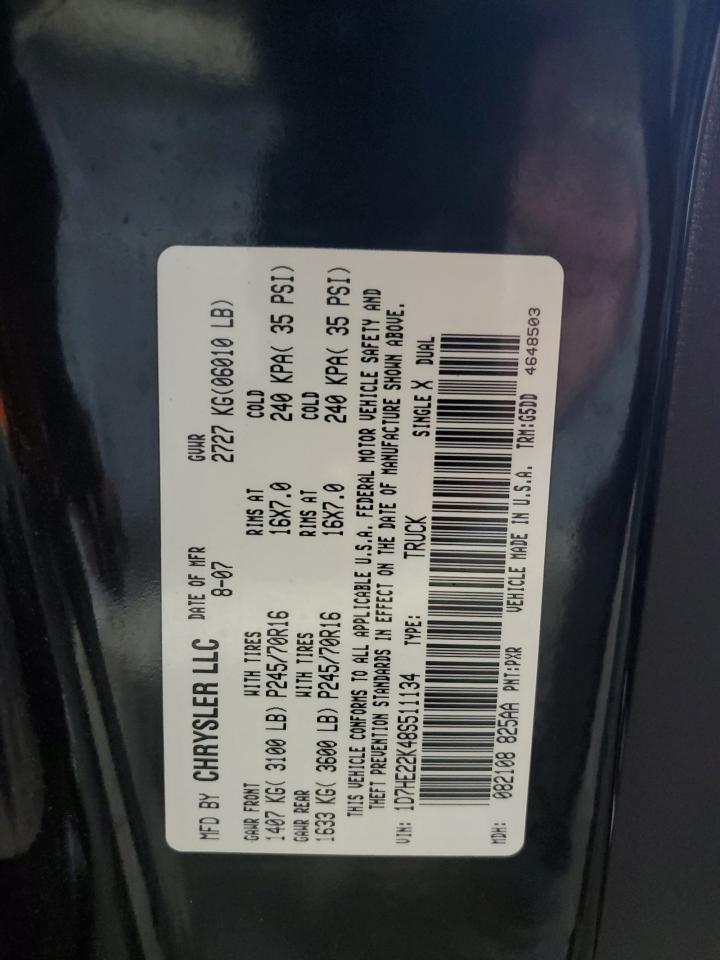 MFD BY CHRYSLER LLC DATE OF MFR GVWR
8-07 2727 KG(06010 LB)
GAWR FRONT WITH TIRES RIMS AT COLD
1407 KG( 3100 LB) P245/70R16 16X7.0 240 KPA( 35 PSI)
GAWR REAR WITH TIRES RIMS AT COLD
1633 KG( 3600 LB) P245/70R16 16X7.0 240 KPA( 35 PSI)
THIS VEHICLE CONFORMS TO ALL APPLICABLE U.S.A. FEDERAL MOTOR VEHICLE SAFETY AND
THEFT PREVENTION STANDARDS IN EFFECT ON THE DATE OF MANUFACTURE SHOWN ABOVE.
VIN: 1D7HE22K48S511134 TYPE: TRUCK SINGLE X DUAL
MDH: 082108 825AA PNT:PXR VEHICLE MADE IN U.S.A. TRM:G5DD 4648503